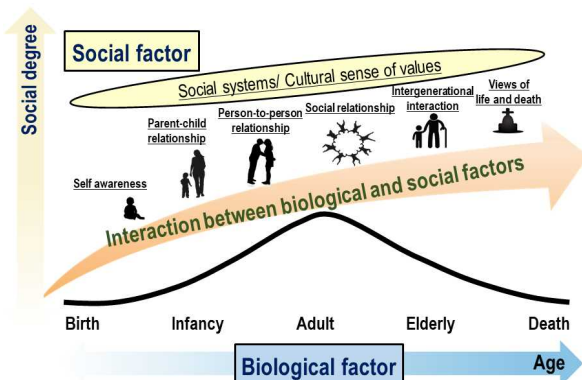 Social degree
Social factor
Social systems/ Cultural sense of values
Self awareness
Parent-child
relationship
Person-to-person
relationship
Social relationship
Intergenerational
interaction
Views of
life and death
Interaction between biological and social factors
Birth
Infancy
Adult
Elderly
Death
Biological factor
Age